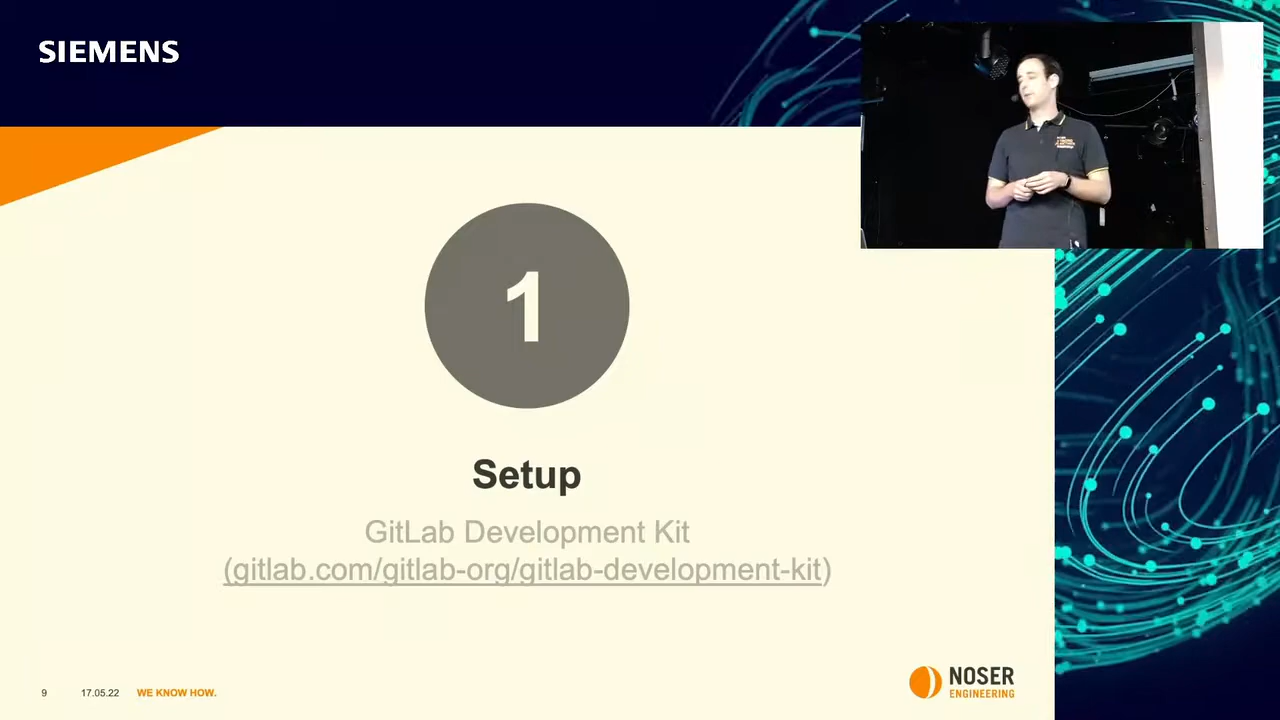 SIEMENS
1
Setup
GitLab Development Kit
(gitlab.com/gitlab-org/gitlab-development-kit)
9 17.05.22 WE KNOW HOW.
NOSER
ENGINEERING